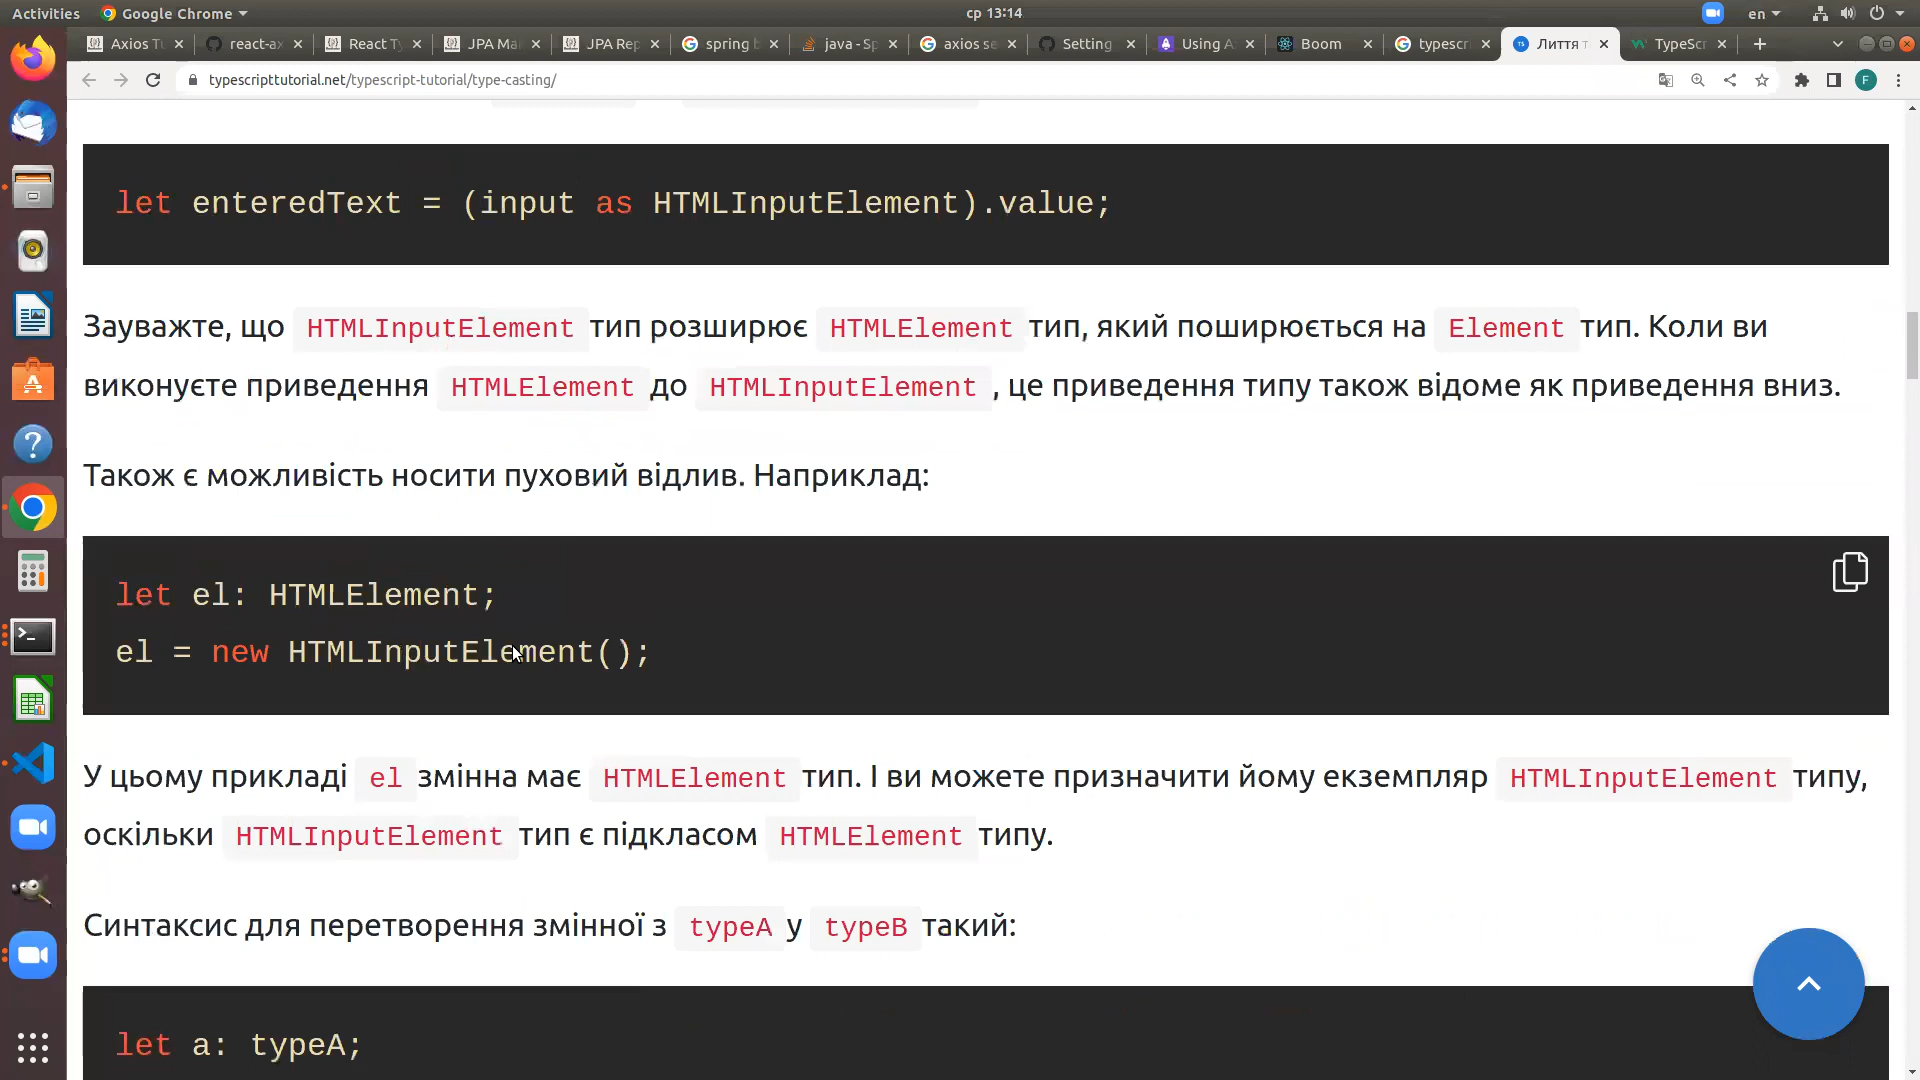 Activities Google Chrome ср 13:14 en
Axios Tu react-ax React Ty JPA Ma JPA Rep spring b java - Sp axios se Setting Using A Boom typescri Лиття т TypeScr
typescripttutorial.net/typescript-tutorial/type-casting/ F
let enteredText = (input as HTMLInputElement).value;
Зауважте, що HTMLInputElement тип розширює HTMLElement тип, який поширюється на Element тип. Коли ви
виконуєте приведення HTMLElement до HTMLInputElement , це приведення типу також відоме як приведення вниз.
Також є можливість носити пуховий відлив. Наприклад:
let el: HTMLElement;
el = new HTMLInputElement();
У цьому прикладі el змінна має HTMLElement тип. І ви можете призначити йому екземпляр HTMLInputElement типу,
оскільки HTMLInputElement тип є підкласом HTMLElement типу.
Синтаксис для перетворення змінної з typeA у typeB такий:
let a: typeA;